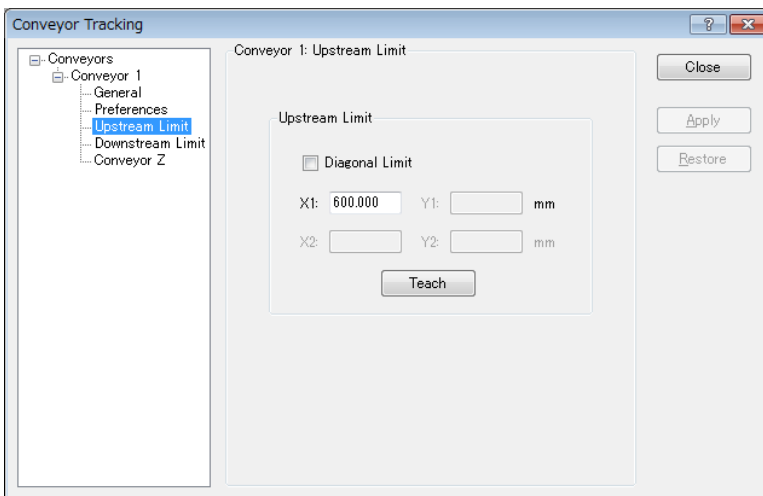 Conveyor Tracking
Conveyors
Conveyor 1
General
Preferences
Upstream Limit
Downstream Limit
Conveyor Z
Conveyor 1: Upstream Limit
Upstream Limit
Diagonal Limit
X1: 600.000 Y1: mm
X2: Y2: mm
Teach
Close
Apply
Restore